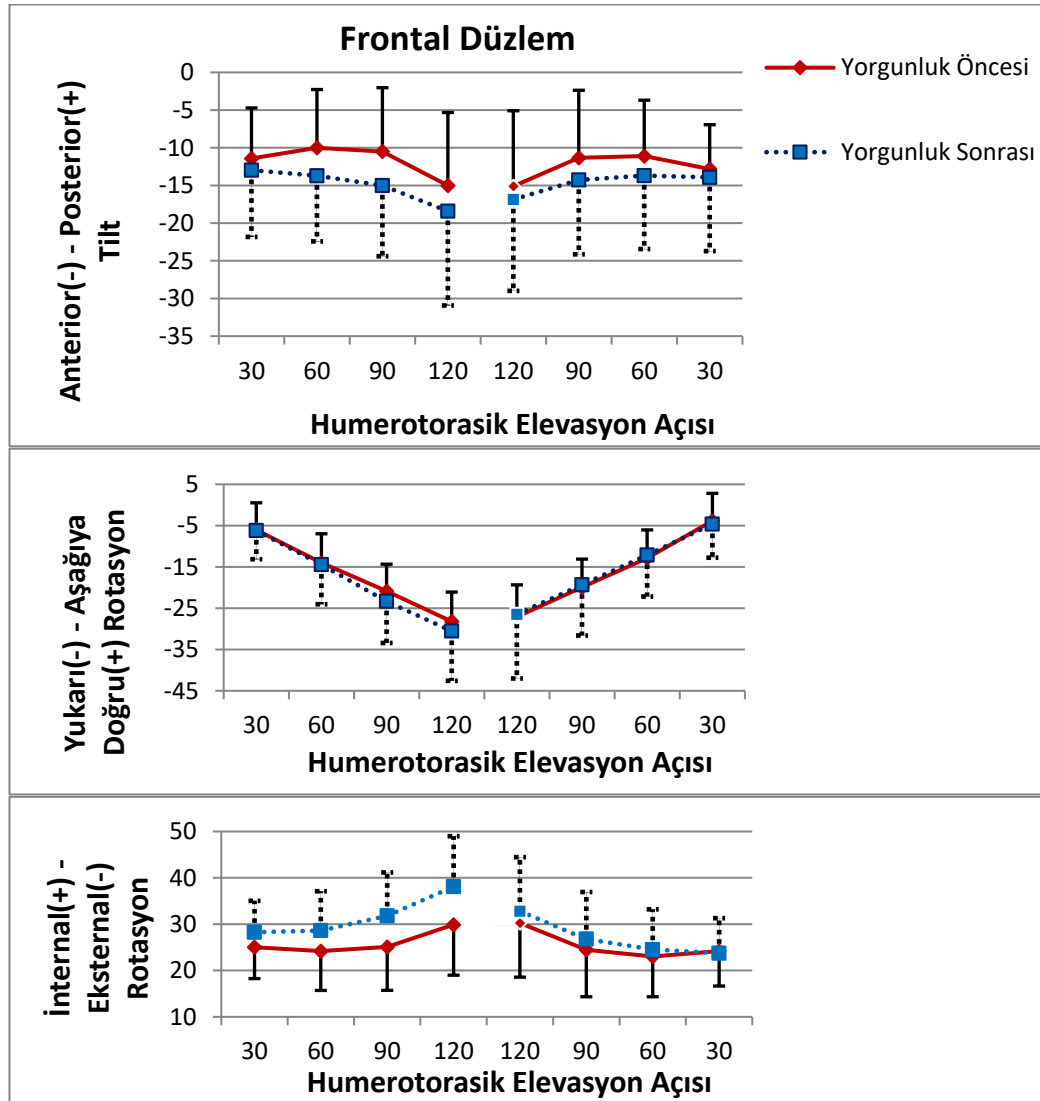 Frontal Düzlem
Yorgunluk Öncesi
Yorgunluk Sonrası
Anterior(-) - Posterior(+)
Tilt
0
-5
-10
-15
-20
-25
-30
-35
30 60 90 120 120 90 60 30
Humerotorasik Elevasyon Açısı
Yukarı(-) - Aşağıya
Doğru(+) Rotasyon
5
-5
-15
-25
-35
-45
30 60 90 120 120 90 60 30
Humerotorasik Elevasyon Açısı
İnternal(+) -
Eksternal(-)
Rotasyon
50
40
30
20
10
30 60 90 120 120 90 60 30
Humerotorasik Elevasyon Açısı